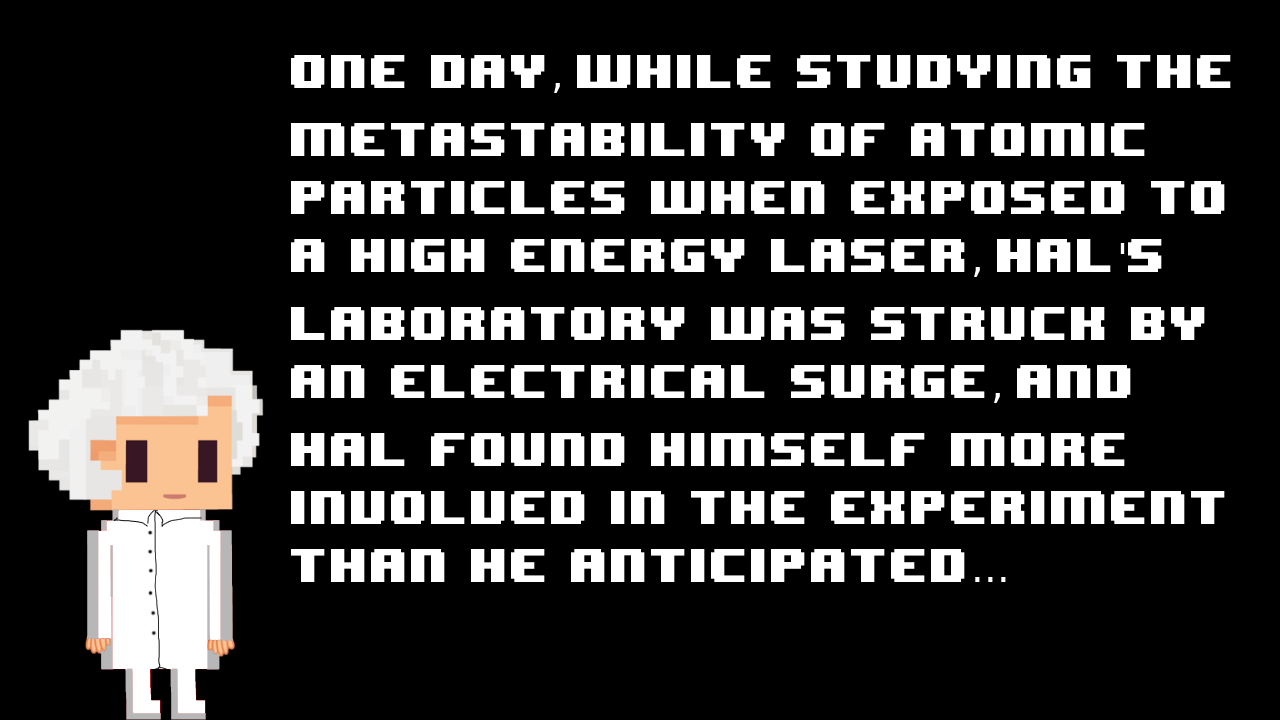 ONE DAY, WHILE STUDYING THE
METASTABILITY OF ATOMIC
PARTICLES WHEN EXPOSED TO
A HIGH ENERGY LASER, HAL'S
LABORATORY WAS STRUCK BY
AN ELECTRICAL SURGE, AND
HAL FOUND HIMSELF MORE
INVOLVED IN THE EXPERIMENT
THAN HE ANTICIPATED...